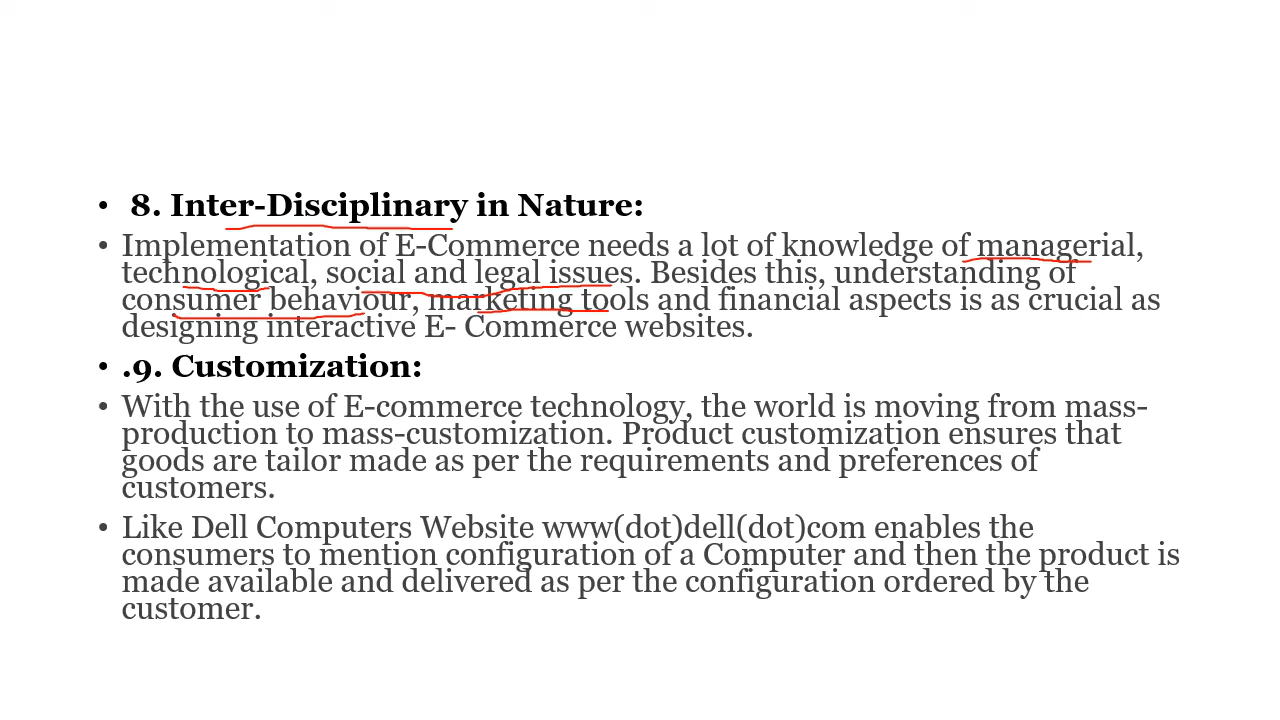 • 8. Inter-Disciplinary in Nature:
• Implementation of E-Commerce needs a lot of knowledge of managerial,
technological, social and legal issues. Besides this, understanding of
consumer behaviour, marketing tools and financial aspects is as crucial as
designing interactive E- Commerce websites.
• .9. Customization:
• With the use of E-commerce technology, the world is moving from mass-
production to mass-customization. Product customization ensures that
goods are tailor made as per the requirements and preferences of
customers.
• Like Dell Computers Website www(dot)dell(dot)com enables the
consumers to mention configuration of a Computer and then the product is
made available and delivered as per the configuration ordered by the
customer.